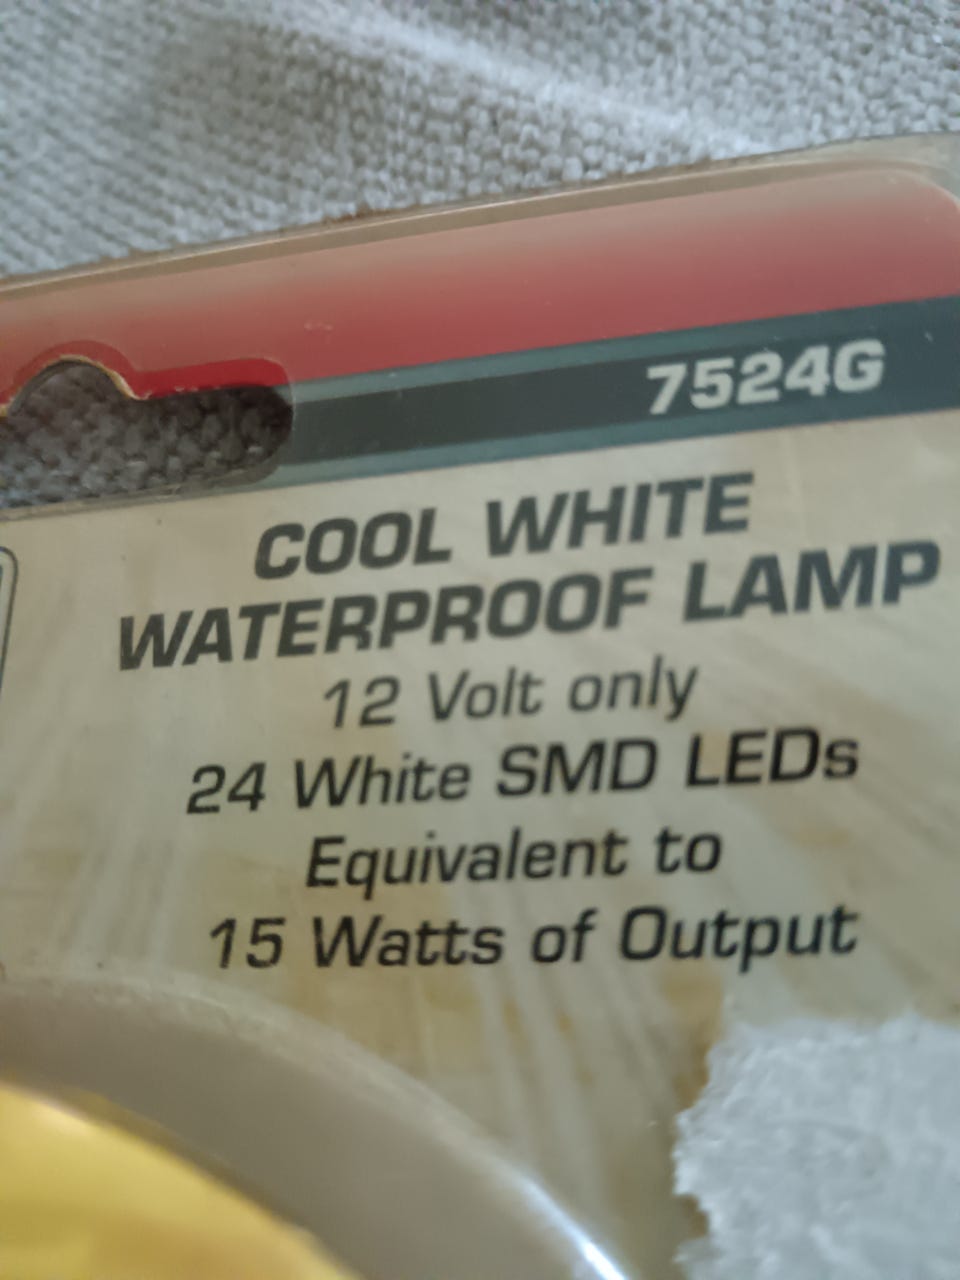 7524G
COOL WHITE
WATERPROOF LAMP
12 Volt only
24 White SMD LEDs
Equivalent to
15 Watts of Output